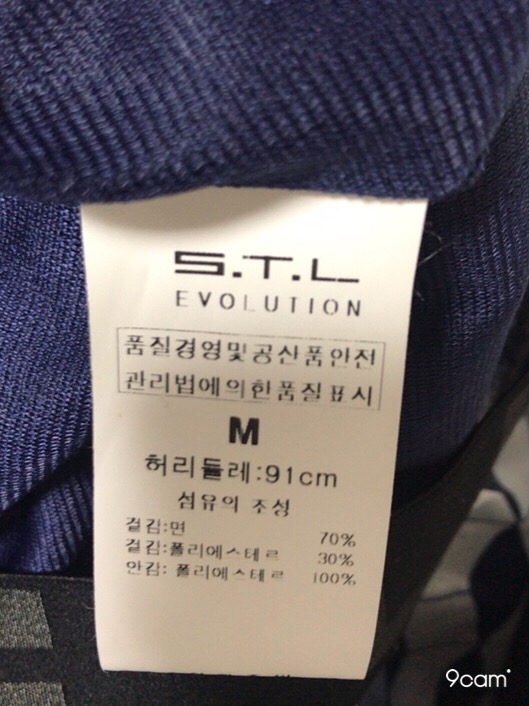 S.T.L
EVOLUTION
품질경영및공산품안전
관리법에의한품질표시
M
허리둘레:91cm
섬유의 조성
겉감:면 70%
겉감:폴리에스테르 30%
안감: 폴리에스테르 100%
9cam